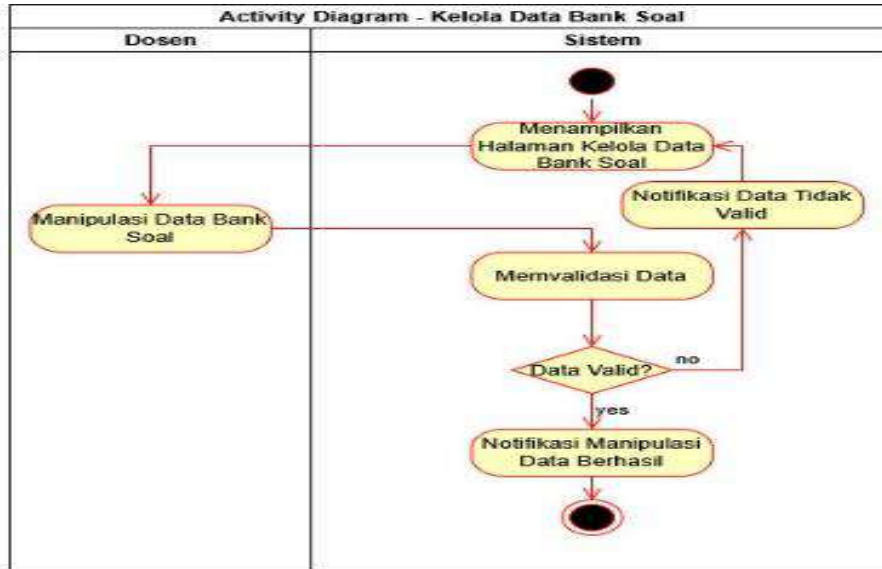 Activity Diagram - Kelola Data Bank Soal
Dosen
Sistem
Menampilkan
Halaman Kelola Data
Bank Soal
Notifikasi Data Tidak
Valid
Manipulasi Data Bank
Soal
Memvalidasi Data
Data Valid?
no
yes
Notifikasi Manipulasi
Data Berhasil